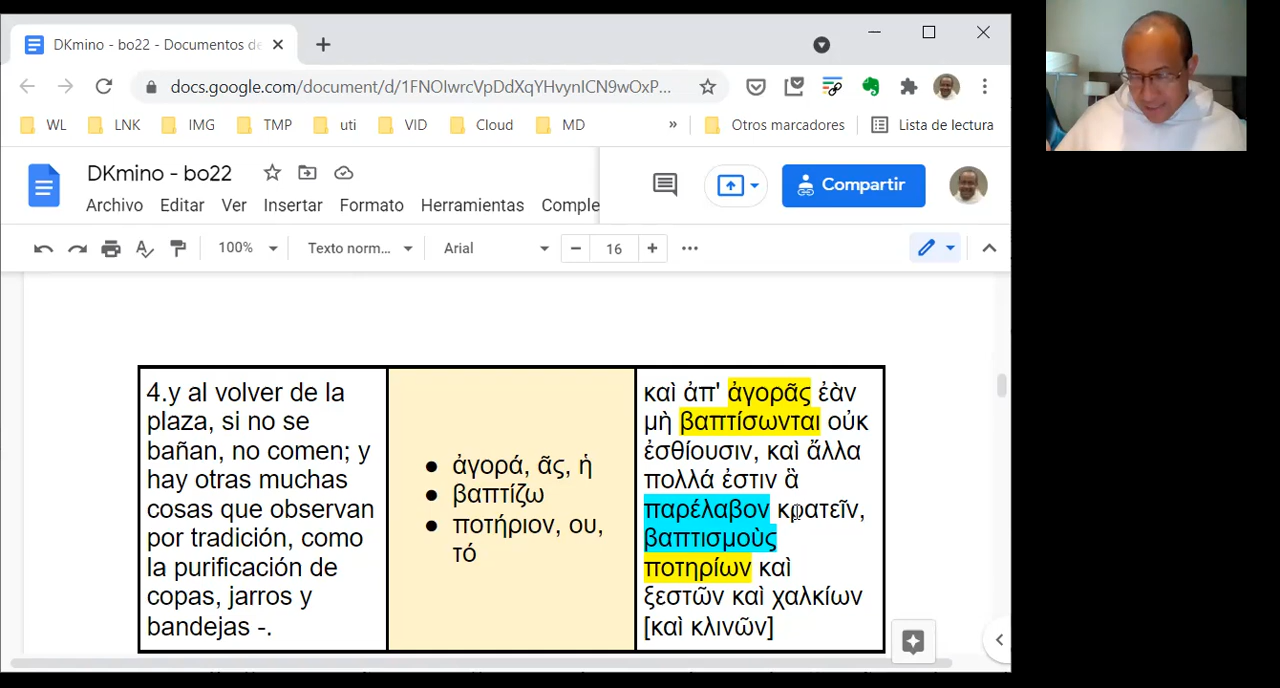 DKmino - bo22 - Documentos de
docs.google.com/document/d/1FNOIwrcVpDdXqYHvynICN9wOxP...
WL LNK IMG TMP uti VID Cloud MD » Otros marcadores Lista de lectura
DKmino - bo22
Compartir
Archivo Editar Ver Insertar Formato Herramientas Comple
100% Texto norm... Arial 16
4.y al volver de la
plaza, si no se
bañan, no comen; y
hay otras muchas
cosas que observan
por tradición, como
la purificación de
copas, jarros y
bandejas -.
● ἀγορά, ᾶς, ἡ
● βαπτίζω
● ποτήριον, ου,
τό
καὶ ἀπ' ἀγορᾶς ἐὰν
μὴ βαπτίσωνται οὐκ
ἐσθίουσιν, καὶ ἄλλα
πολλά ἐστιν ἃ
παρέλαβον κρατεῖν,
βαπτισμοὺς
ποτηρίων καὶ
ξεστῶν καὶ χαλκίων
[καὶ κλινῶν]